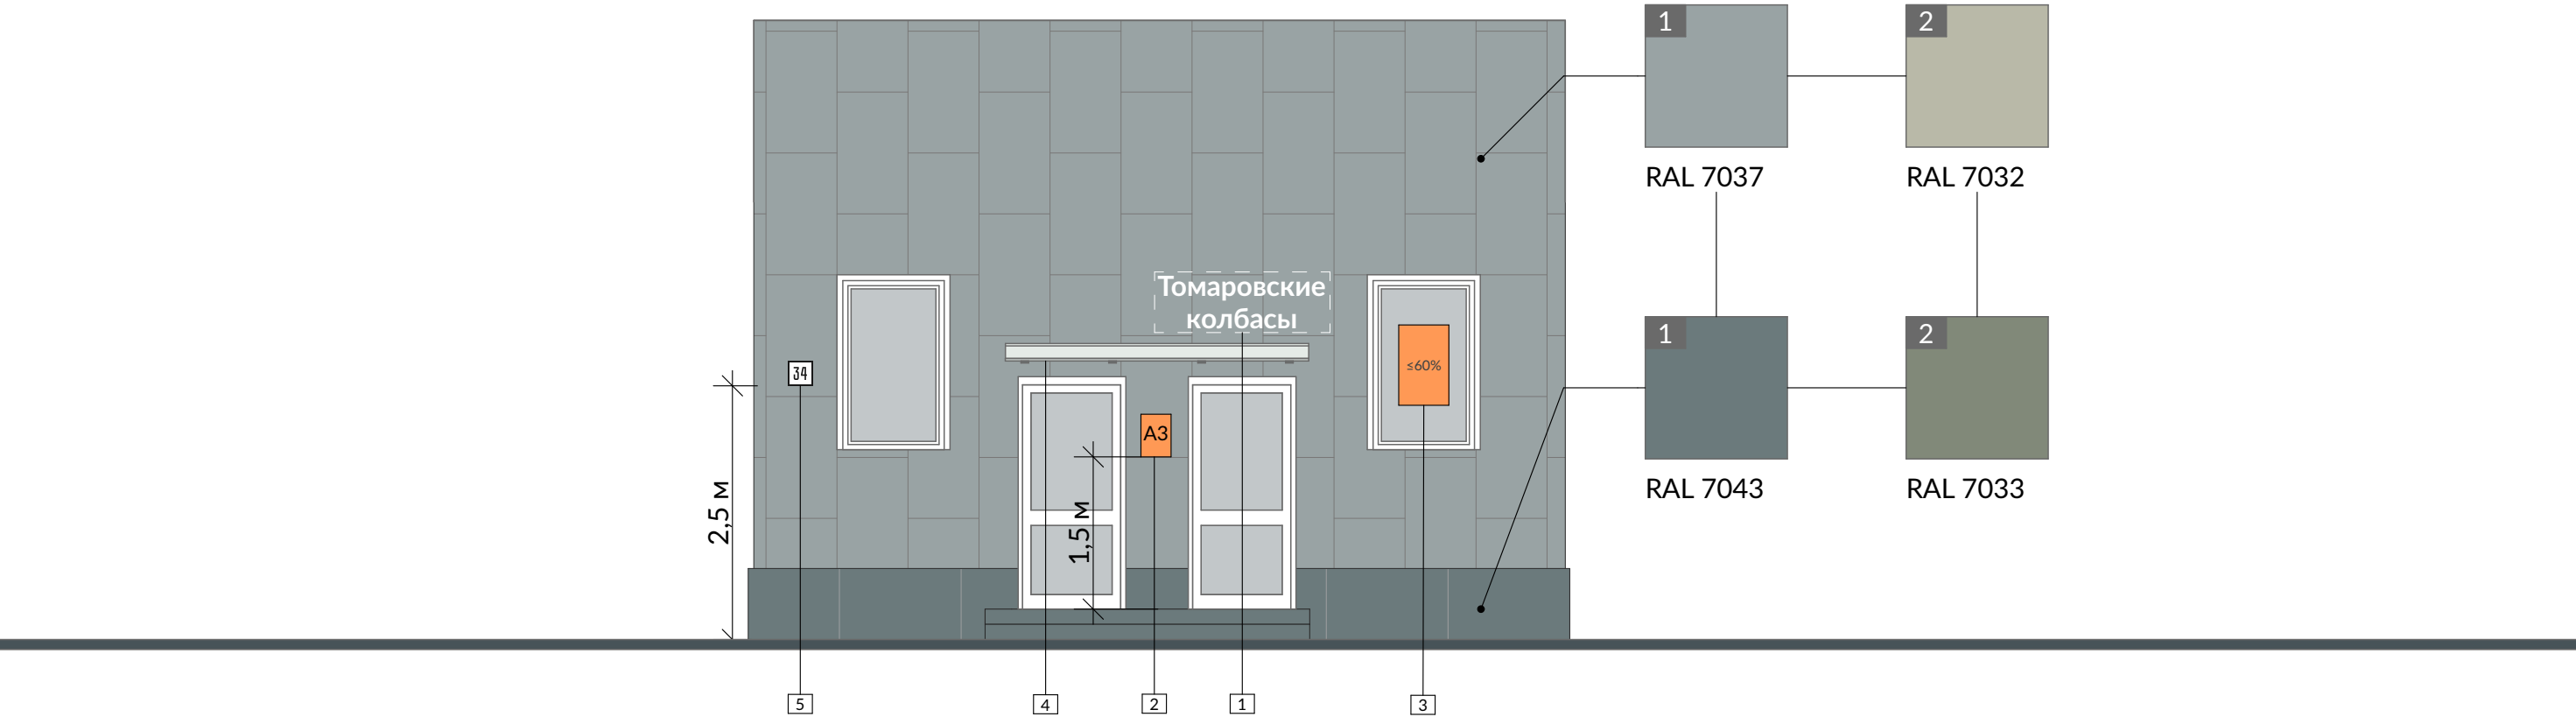 1
2
RAL 7037
RAL 7032
Томаровские
колбасы
1
2
≤60%
34
А3
2,5 м
1,5 м
RAL 7043
RAL 7033
5
4
2
1
3